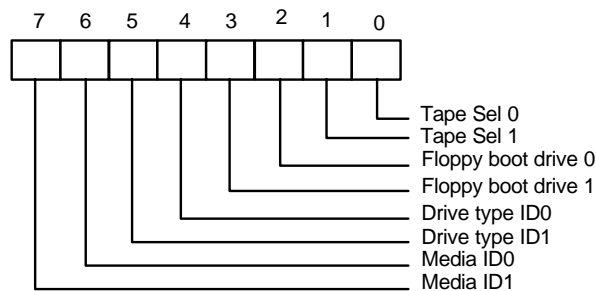 7 6 5 4 3 2 1 0
Tape Sel 0
Tape Sel 1
Floppy boot drive 0
Floppy boot drive 1
Drive type ID0
Drive type ID1
Media ID0
Media ID1